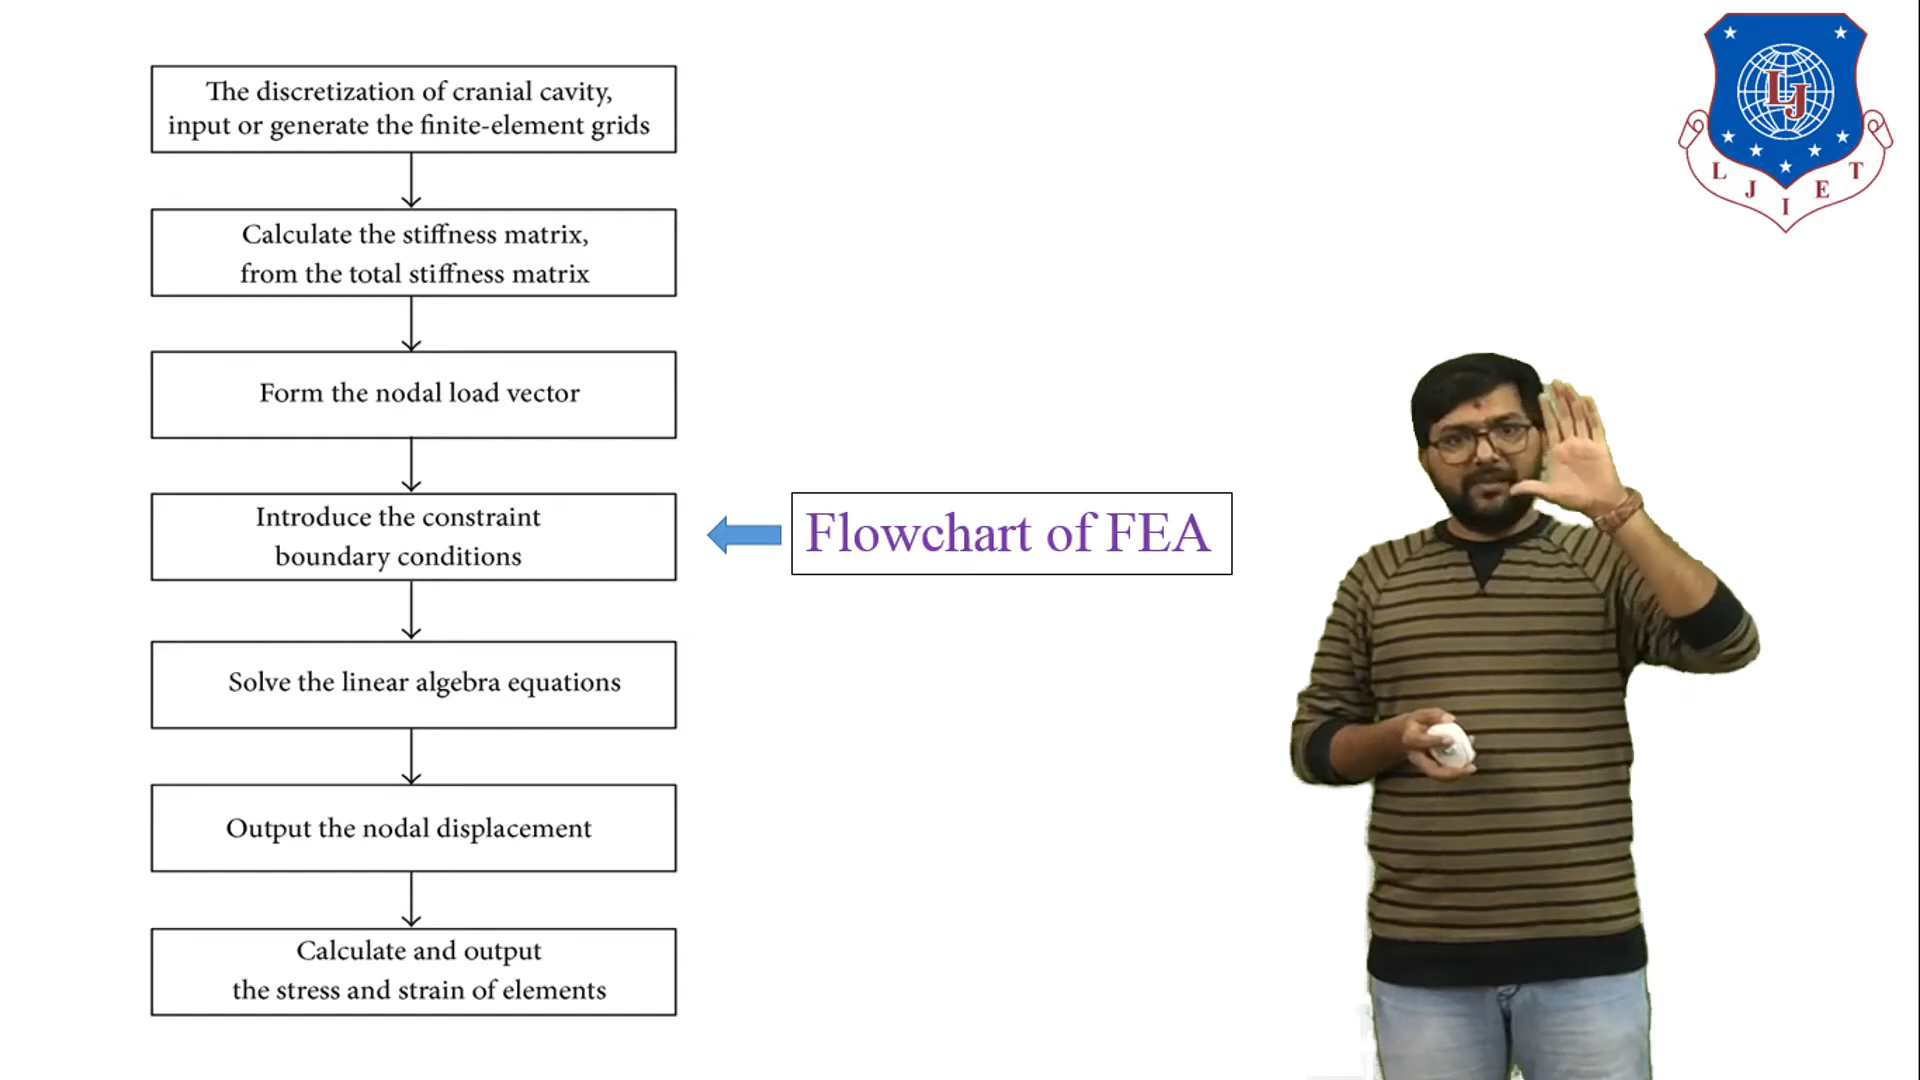 The discretization of cranial cavity,
input or generate the finite-element grids
Calculate the stiffness matrix,
from the total stiffness matrix
Form the nodal load vector
Introduce the constraint
boundary conditions
Solve the linear algebra equations
Output the nodal displacement
Calculate and output
the stress and strain of elements
Flowchart of FEA
LJ
L J I E T